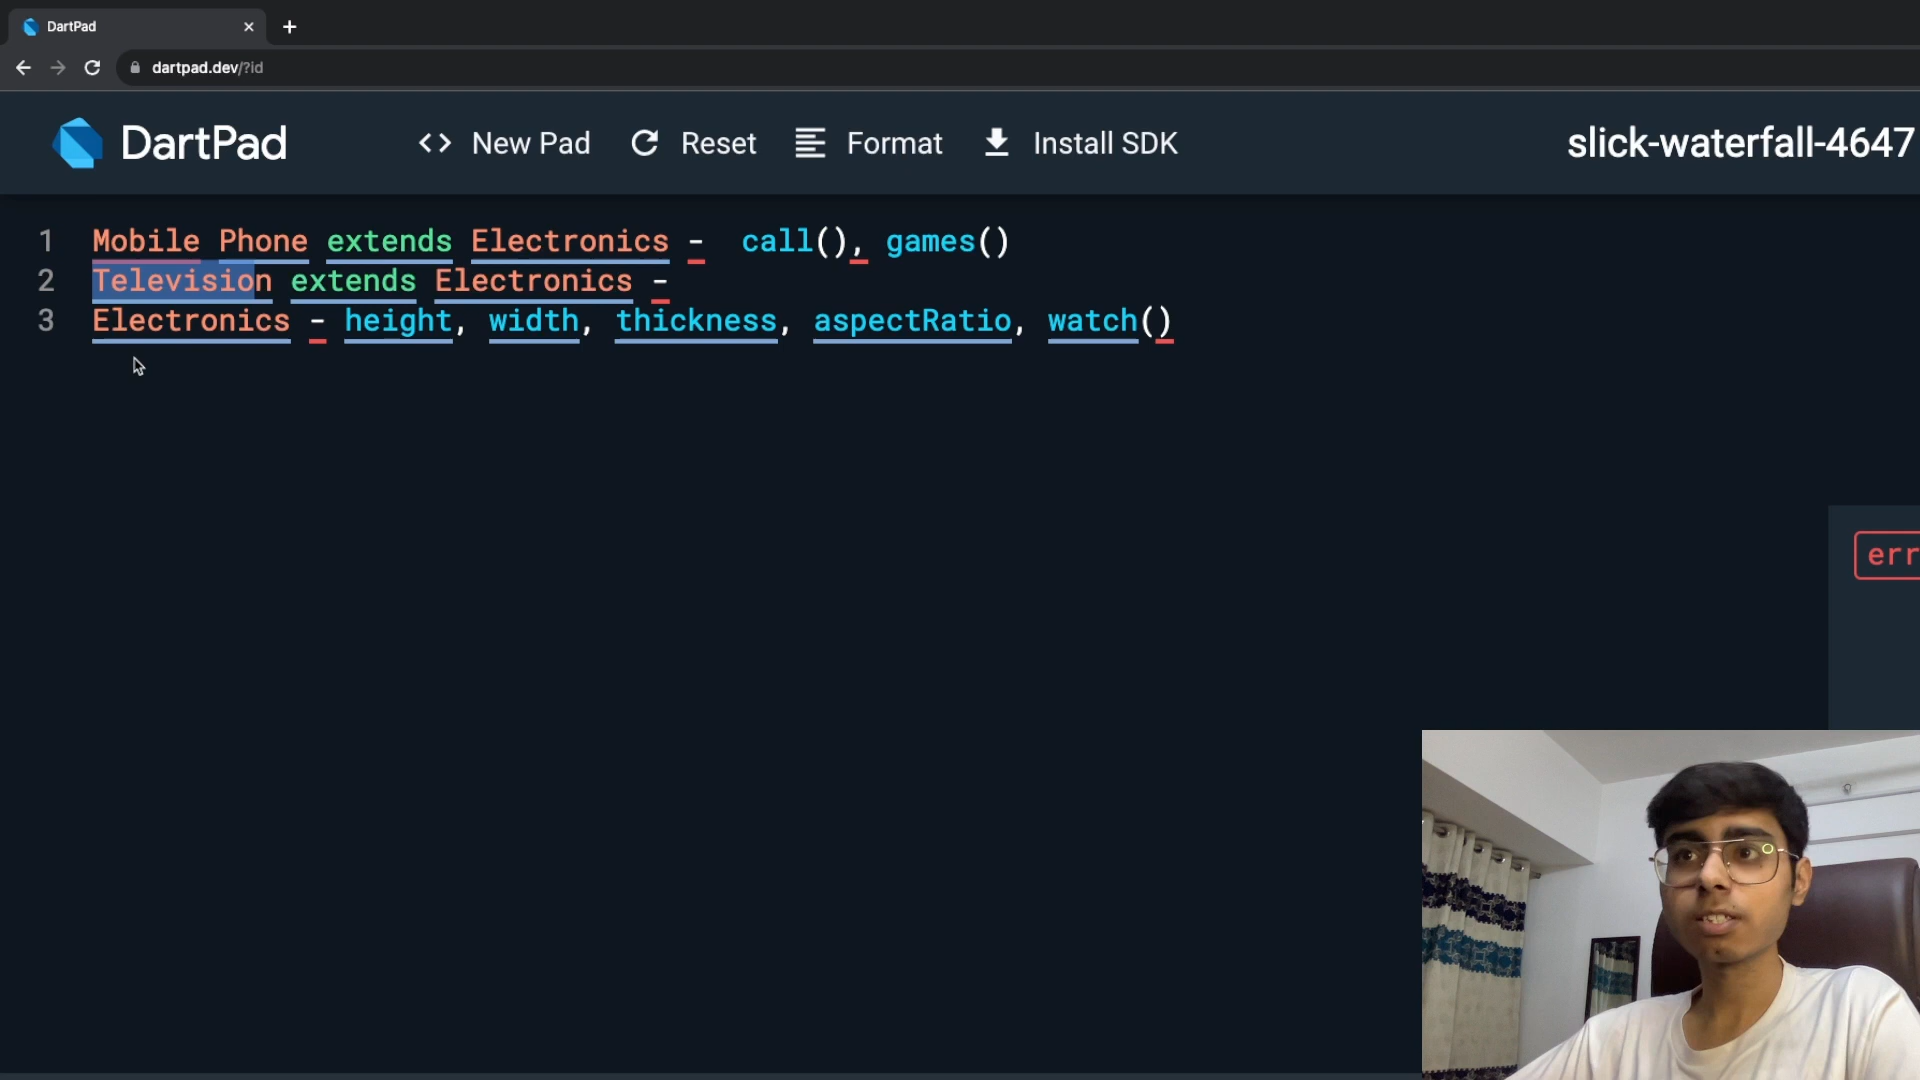 DartPad
dartpad.dev/?id
DartPad
New Pad
Reset
Format
Install SDK
slick-waterfall-4647
1 Mobile Phone extends Electronics -  call(), games()
2 Television extends Electronics -
3 Electronics - height, width, thickness, aspectRatio, watch()
err